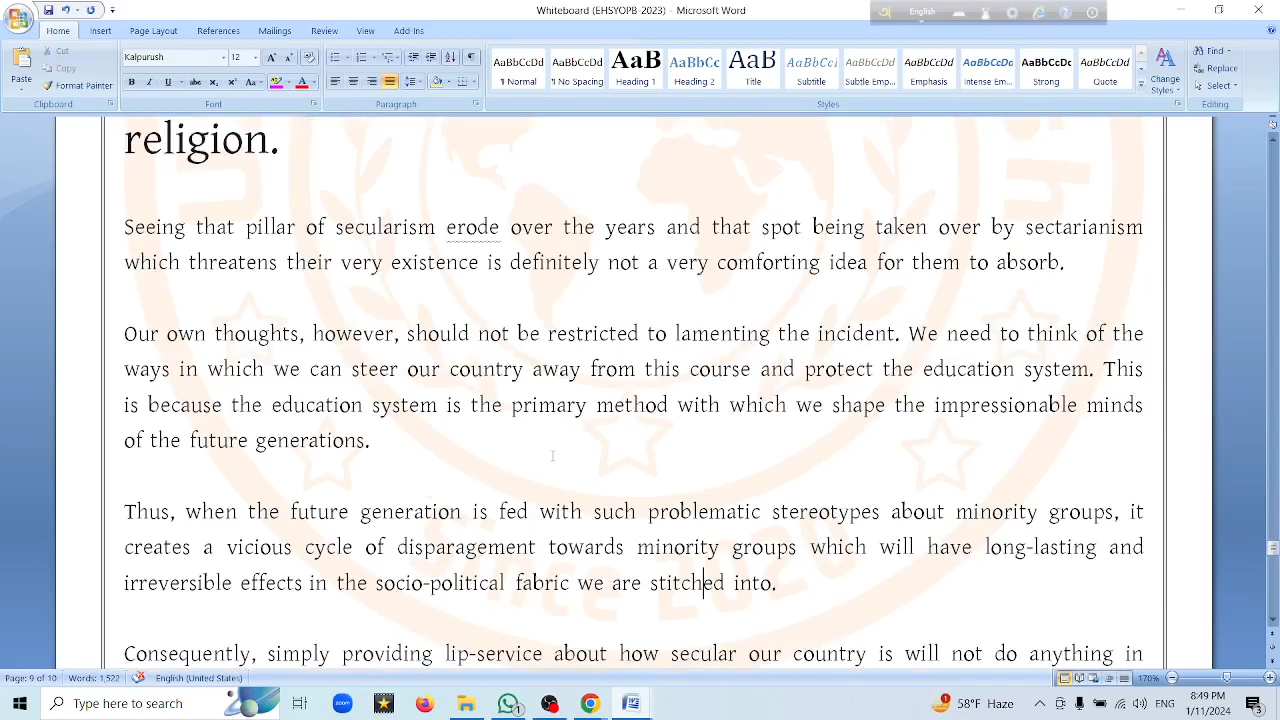 Whiteboard (EHSYOPB-2023) - Microsoft Word
English
Home Insert Page Layout References Mailings Review View Add-Ins
Paste
Cut
Copy
Format Painter
Clipboard
Kalpurush 12
Font
Paragraph
AaBbCcDd AaBbCcDd AaB AaBbCc AaB AaBbCcI AaBbCcDd AaBbCcDd AaBbCcDd AaBbCcDd AaBbCcDd
¶ Normal ¶ No Spacing Heading 1 Heading 2 Title Subtitle Subtle Emp... Emphasis Intense Em... Strong Quote
Change
Styles
Styles
Find
Replace
Select
Editing
religion.
Seeing that pillar of secularism erode over the years and that spot being taken over by sectarianism
which threatens their very existence is definitely not a very comforting idea for them to absorb.
Our own thoughts, however, should not be restricted to lamenting the incident. We need to think of the
ways in which we can steer our country away from this course and protect the education system. This
is because the education system is the primary method with which we shape the impressionable minds
of the future generations.
Thus, when the future generation is fed with such problematic stereotypes about minority groups, it
creates a vicious cycle of disparagement towards minority groups which will have long-lasting and
irreversible effects in the socio-political fabric we are stitched into.
Consequently, simply providing lip-service about how secular our country is will not do anything in
SINCE 2020
Page: 9 of 10 Words: 1,522 English (United States) 170%
Type here to search
zoom
1
58°F Haze
ENG
8:49 PM
1/11/2024
3